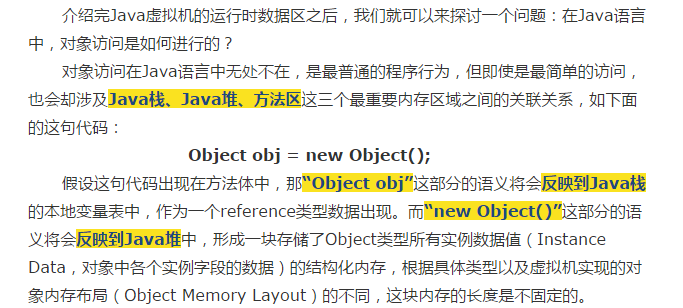 介绍完Java虚拟机的运行时数据区之后，我们就可以来探讨一个问题：在Java语言
中，对象访问是如何进行的？
对象访问在Java语言中无处不在，是最普通的程序行为，但即使是最简单的访问，
也会却涉及Java栈、Java堆、方法区这三个最重要内存区域之间的关联关系，如下面
的这句代码：
Object obj = new Object();
假设这句代码出现在方法体中，那“Object obj”这部分的语义将会反映到Java栈
的本地变量表中，作为一个reference类型数据出现。而“new Object()”这部分的语
义将会反映到Java堆中，形成一块存储了Object类型所有实例数据值（Instance
Data，对象中各个实例字段的数据）的结构化内存，根据具体类型以及虚拟机实现的对
象内存布局（Object Memory Layout）的不同，这块内存的长度是不固定的。